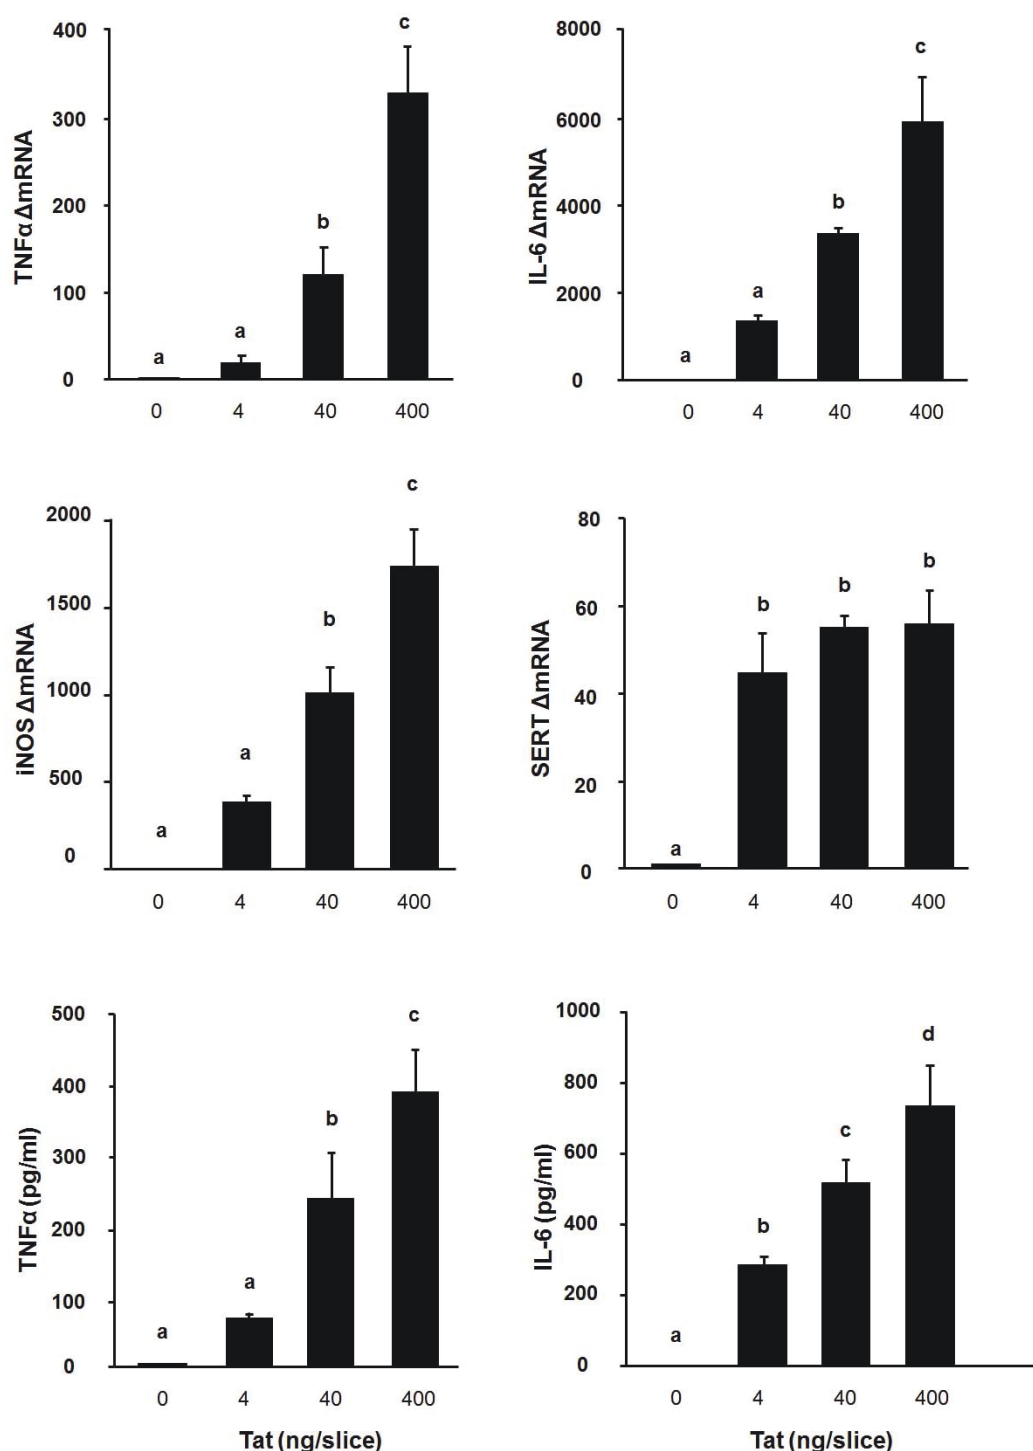 TNFα ΔmRNA
400
300
200
100
0
a
a
b
c
0 4 40 400
IL-6 ΔmRNA
8000
6000
4000
2000
0
a
a
b
c
0 4 40 400
iNOS ΔmRNA
2000
1500
1000
500
0
a
a
b
c
0 4 40 400
SERT ΔmRNA
80
60
40
20
0
a
b
b
b
0 4 40 400
TNFα (pg/ml)
500
400
300
200
100
0
a
a
b
c
0 4 40 400
Tat (ng/slice)
IL-6 (pg/ml)
1000
800
600
400
200
0
a
b
c
d
0 4 40 400
Tat (ng/slice)